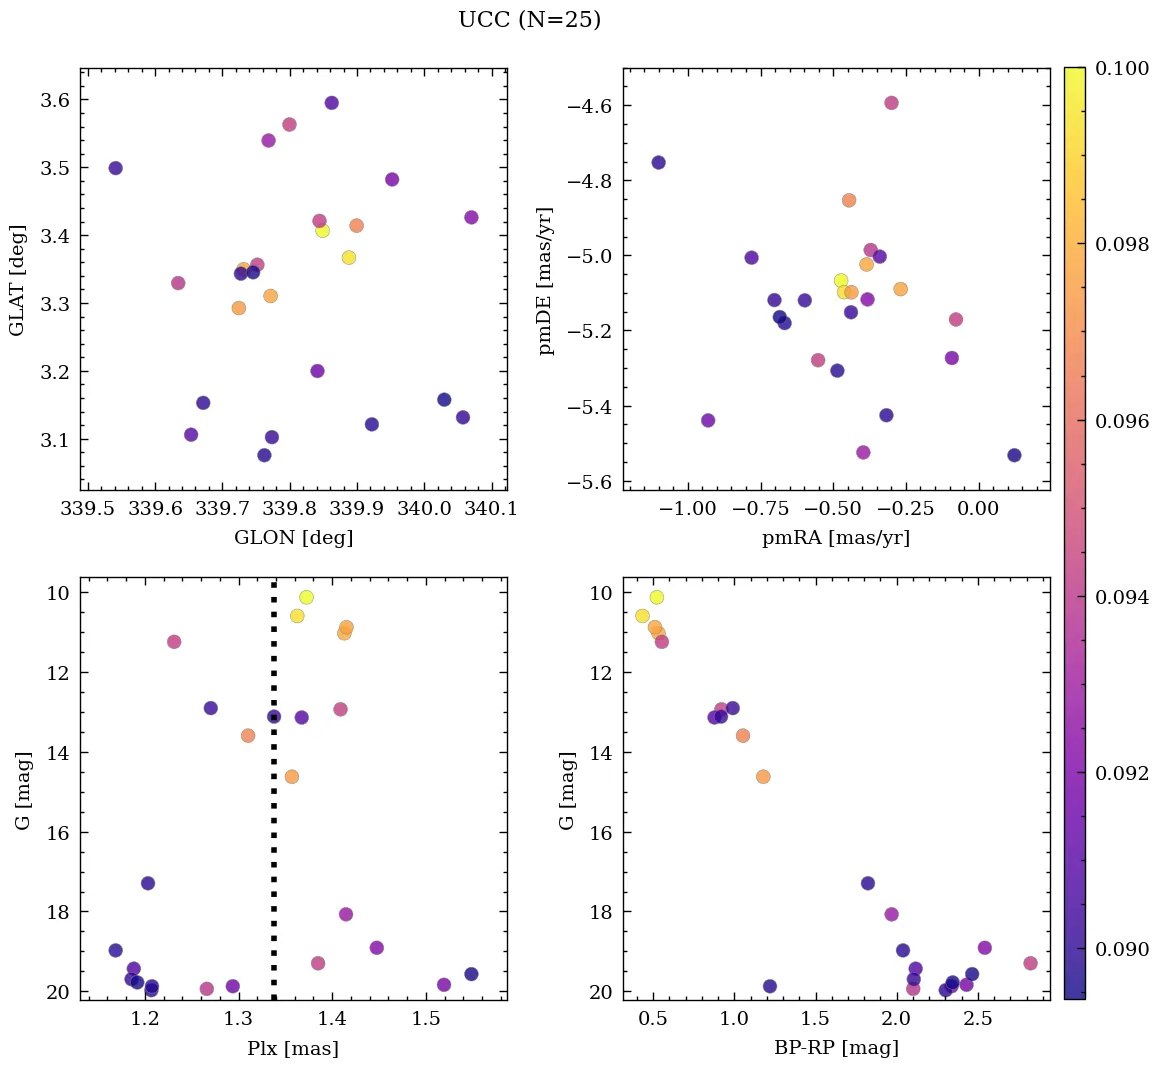 UCC (N=25)
3.6
3.5
3.4
3.3
3.2
3.1
GLAT [deg]
339.5 339.6 339.7 339.8 339.9 340.0 340.1
GLON [deg]
−4.6
−4.8
−5.0
−5.2
−5.4
−5.6
pmDE [mas/yr]
−1.00 −0.75 −0.50 −0.25 0.00
pmRA [mas/yr]
0.100
0.098
0.096
0.094
0.092
0.090
10
12
14
16
18
20
G [mag]
1.2 1.3 1.4 1.5
Plx [mas]
10
12
14
16
18
20
G [mag]
0.5 1.0 1.5 2.0 2.5
BP-RP [mag]